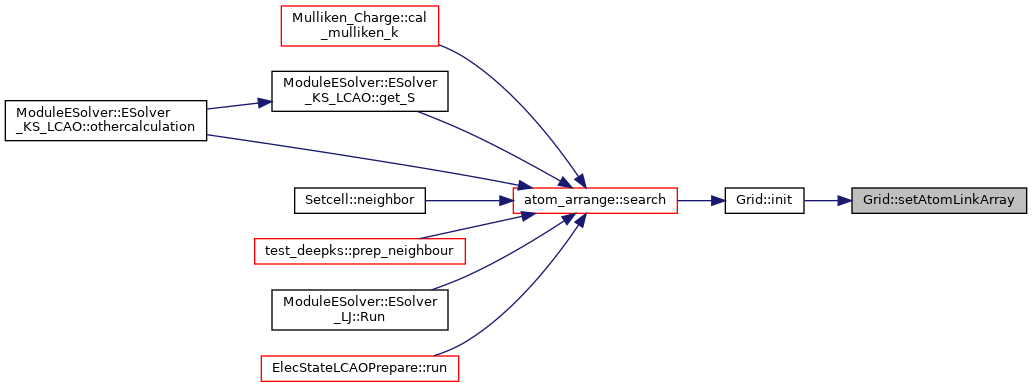 Mulliken_Charge::cal
_mulliken_k
ModuleESolver::ESolver
_KS_LCAO::get_S
ModuleESolver::ESolver
_KS_LCAO::othercalculation
Setcell::neighbor
atom_arrange::search
Grid::init
Grid::setAtomLinkArray
test_deepks::prep_neighbour
ModuleESolver::ESolver
_LJ::Run
ElecStateLCAOPrepare::run